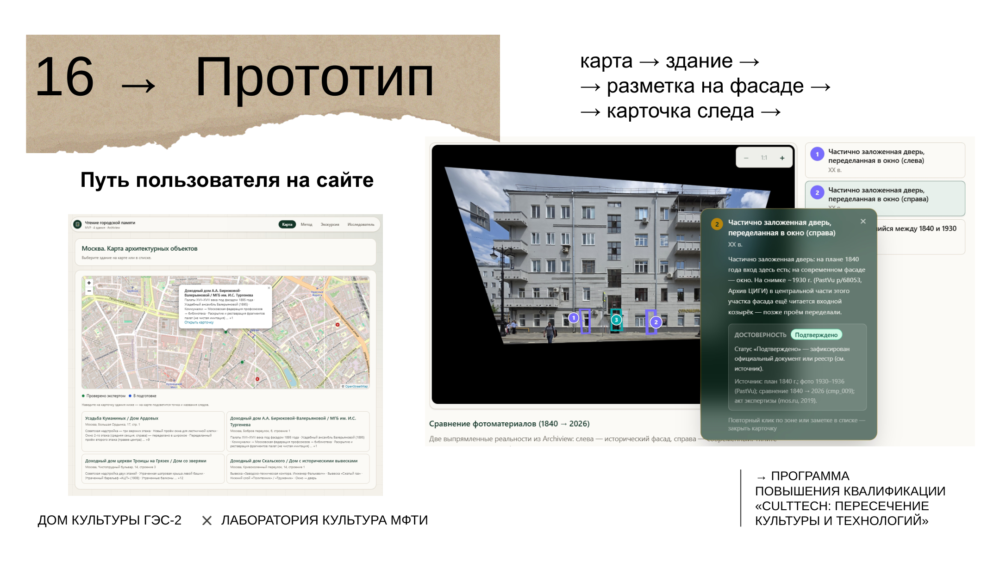 16 → Прототип
карта → здание →
→ разметка на фасаде →
→ карточка следа →
Путь пользователя на сайте
Чтение городской памяти
MVP · 4 здания · Archiview
Карта
Метод
Экскурсия
Исследователь
Москва. Карта архитектурных объектов
Выберите здание на карте или в списке.
+
−
Доходный дом А.А. Бирюковой-
Валерьяновой / МГБ им. И.С. Тургенева
Палаты XVII–XVIII века под фасадом 1895 года ·
Усадебный ансамбль Валерьяновой (1895) ·
Коммуналки → Московская федерация профсоюзов
→ библиотека · Раскрытие и реставрация фрагментов
палат (не чистая имитация) ... +1
Открыть карточку
×
Трубная
Петровский бульвар
Красные
Ворота
Кузнецкий
Мост
© OpenStreetMap
Проверено экспертом
В подготовке
Наведите на карточку здания ниже — на карте подсветится точка и названия следов.
Усадьба Куманиных / Дом Ардовых
Москва, Большая Ордынка, 17, стр. 1
Советская надстройка — три верхних этажа · Новый проём окна для лестничной клетки ·
Окно 2-го этажа (средняя секция, справа) — переделано в широкое · Переделанный
проём второго этажа (правее центра) ... +9
Доходный дом А.А. Бирюковой-Валерьяновой / МГБ им. И.С.
Тургенева
Москва, Бобров переулок, 6, строение 1
Палаты XVII–XVIII века под фасадом 1895 года · Усадебный ансамбль Валерьяновой (1895)
· Коммуналки → Московская федерация профсоюзов → библиотека · Раскрытие и
реставрация фрагментов палат (не чистая имитация) ... +1
Доходный дом церкви Троицы на Грязех / Дом со зверями
Москва, Чистопрудный бульвар, 14, строение 3
Советская надстройка двух этажей · Утраченная шатровая крыша левой башни ·
Утраченный барельеф «АЦП» (1908) · Утраченные балконы ... +12
Доходный дом Скальского / Дом с историческими вывесками
Москва, Кривоколенный переулок, 14, строение 1
Вывеска «Заводско-техническая контора. Инженер Фалькевич» · Вывеска «Сжатый газ» ·
Нижний слой «Политехник» / «Труженик» · Окно → дверь
− 1:1 +
1
3
2
1 Частично заложенная дверь,
переделанная в окно (слева)
XX в.
2 Частично заложенная дверь,
переделанная в окно (справа)
XX в.
ийся между 1840 и 1930
2 Частично заложенная дверь,
переделанная в окно (справа)
×
XX в.
Частично заложенная дверь: на плане 1840
года вход здесь есть; на современном фасаде
— окно. На снимке ~1930 г. (PastVu p/68053,
Архив ЦИГИ) в центральной части этого
участка фасада ещё читается входной
козырёк — позже проём переделали.
ДОСТОВЕРНОСТЬ Подтверждено
Статус «Подтверждено» — зафиксирован
официальный документ или реестр (см.
источник).
Источник: план 1840 г.; фото 1930–1936
(PastVu); сравнение 1840 → 2026 (cmp_009);
акт экспертизы (mos.ru, 2019).
Повторный клик по зоне или заметке в списке —
закрыть карточку
Сравнение фотоматериалов (1840 → 2026)
Две выпрямленные реальности из Archiview: слева — исторический фасад, справа — современный. Тяните
→ ПРОГРАММА
ПОВЫШЕНИЯ КВАЛИФИКАЦИИ
«CULTTECH: ПЕРЕСЕЧЕНИЕ
КУЛЬТУРЫ И ТЕХНОЛОГИЙ»
ДОМ КУЛЬТУРЫ ГЭС-2 × ЛАБОРАТОРИЯ КУЛЬТУРА МФТИ